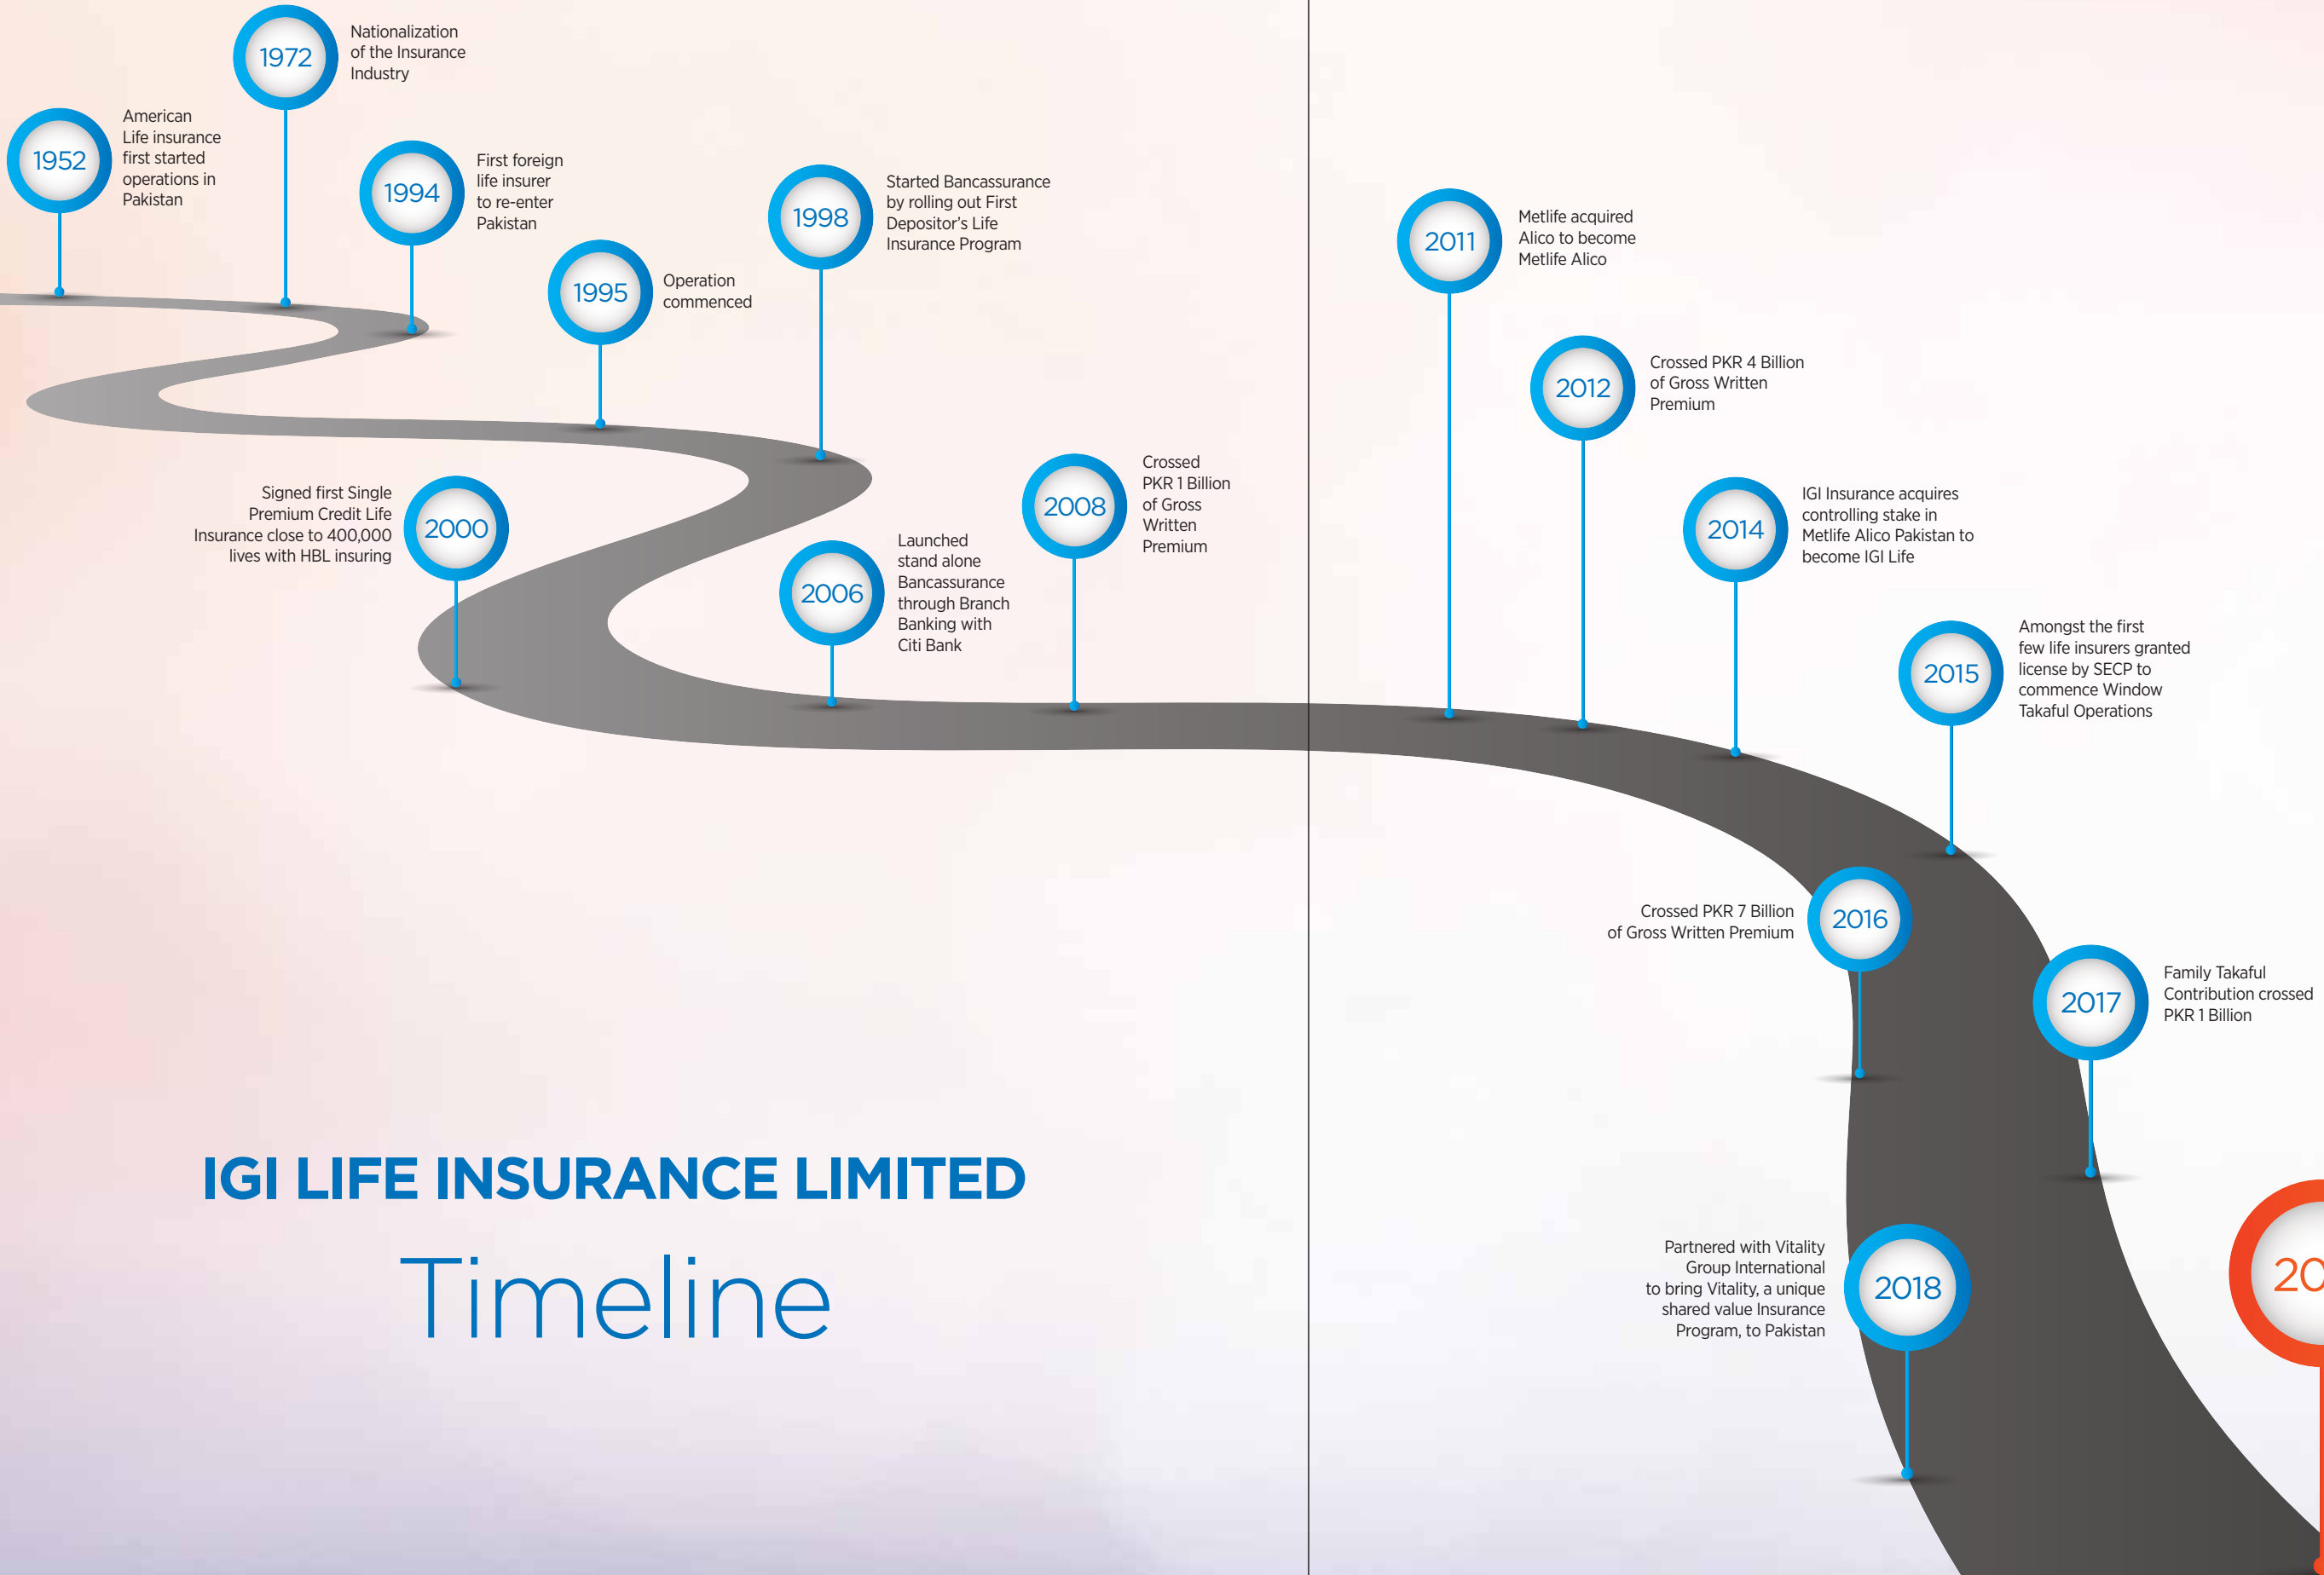 1972
Nationalization
of the Insurance
Industry
1952
American
Life insurance
first started
operations in
Pakistan
1994
First foreign
life insurer
to re-enter
Pakistan
1995
Operation
commenced
1998
Started Bancassurance
by rolling out First
Depositor's Life
Insurance Program
Signed first Single
Premium Credit Life
Insurance close to 400,000
lives with HBL insuring
2000
2006
Launched
stand alone
Bancassurance
through Branch
Banking with
Citi Bank
2008
Crossed
PKR 1 Billion
of Gross
Written
Premium
2011
Metlife acquired
Alico to become
Metlife Alico
2012
Crossed PKR 4 Billion
of Gross Written
Premium
2014
IGI Insurance acquires
controlling stake in
Metlife Alico Pakistan to
become IGI Life
2015
Amongst the first
few life insurers granted
license by SECP to
commence Window
Takaful Operations
Crossed PKR 7 Billion
of Gross Written Premium
2016
2017
Family Takaful
Contribution crossed
PKR 1 Billion
Partnered with Vitality
Group International
to bring Vitality, a unique
shared value Insurance
Program, to Pakistan
2018
IGI LIFE INSURANCE LIMITED
Timeline